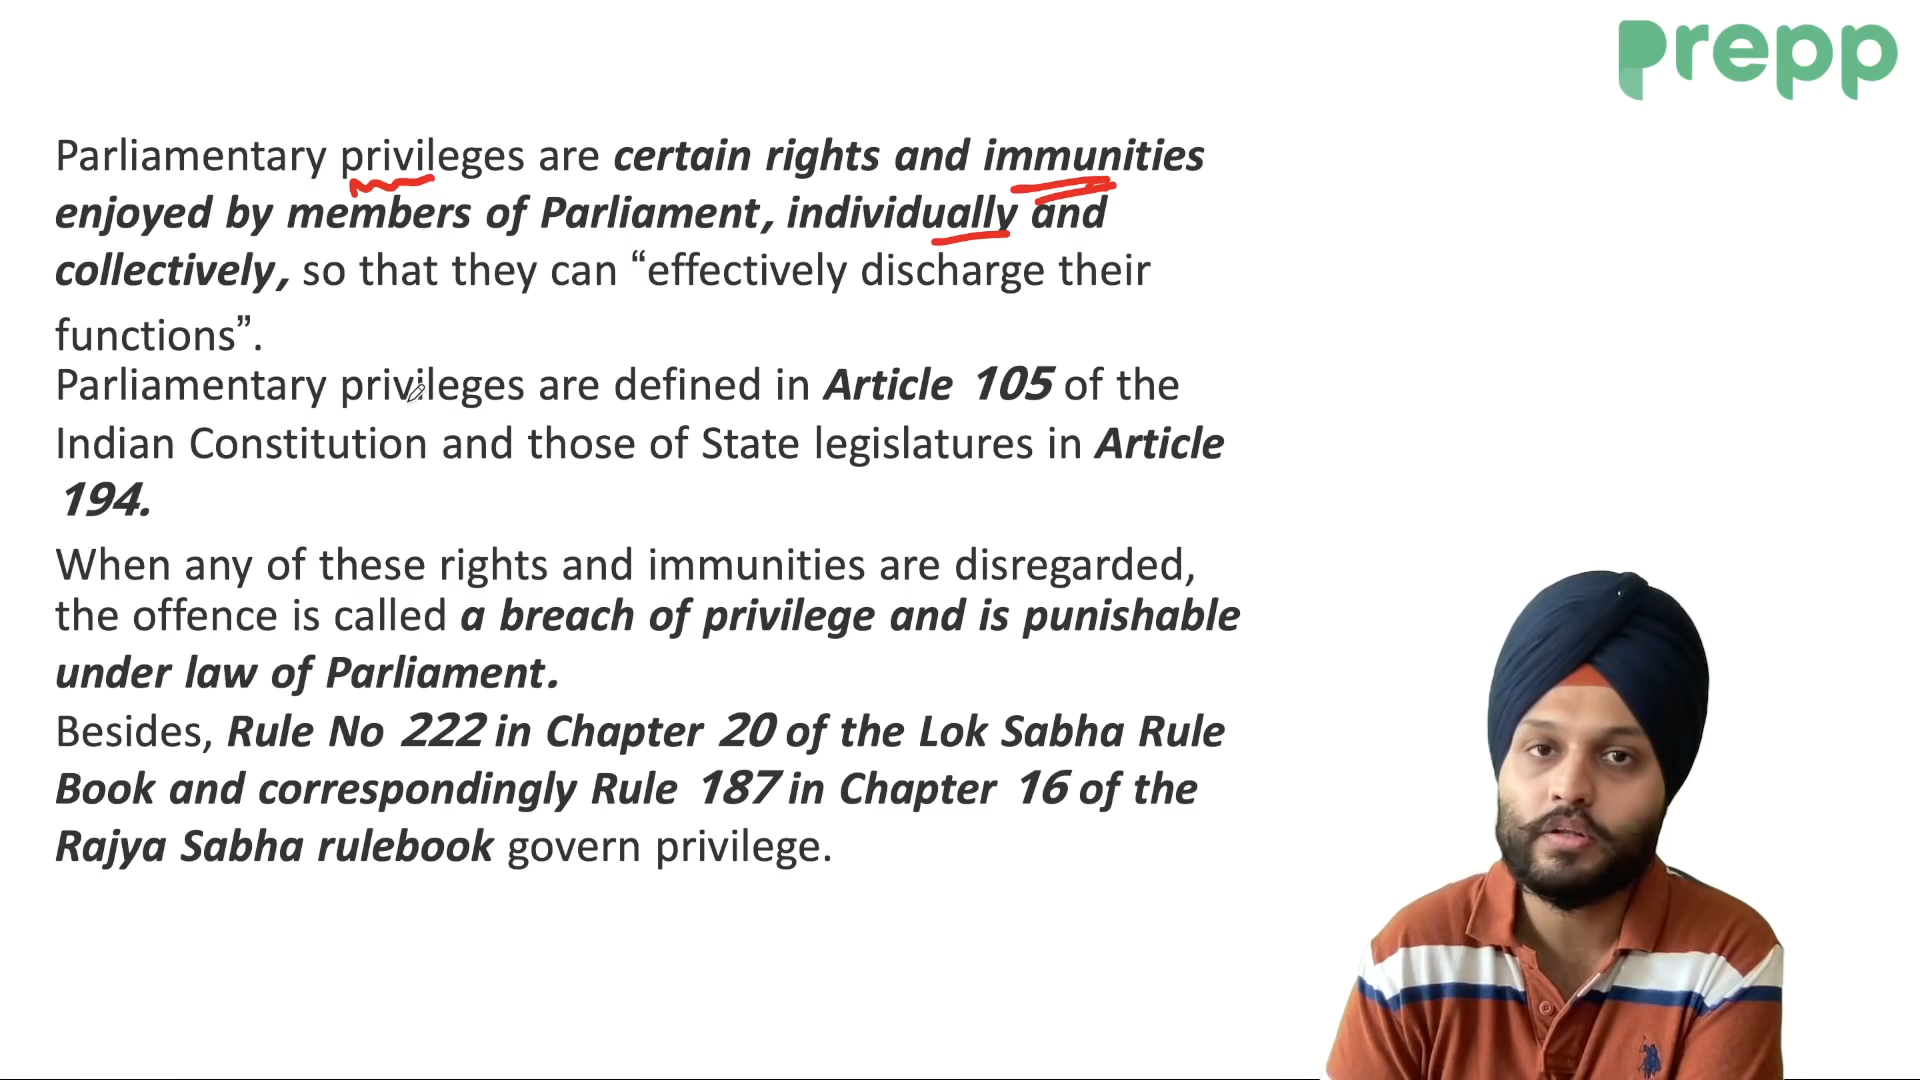 prepp
Parliamentary privileges are certain rights and immunities
enjoyed by members of Parliament, individually and
collectively, so that they can “effectively discharge their
functions”.
Parliamentary privileges are defined in Article 105 of the
Indian Constitution and those of State legislatures in Article
194.
When any of these rights and immunities are disregarded,
the offence is called a breach of privilege and is punishable
under law of Parliament.
Besides, Rule No 222 in Chapter 20 of the Lok Sabha Rule
Book and correspondingly Rule 187 in Chapter 16 of the
Rajya Sabha rulebook govern privilege.